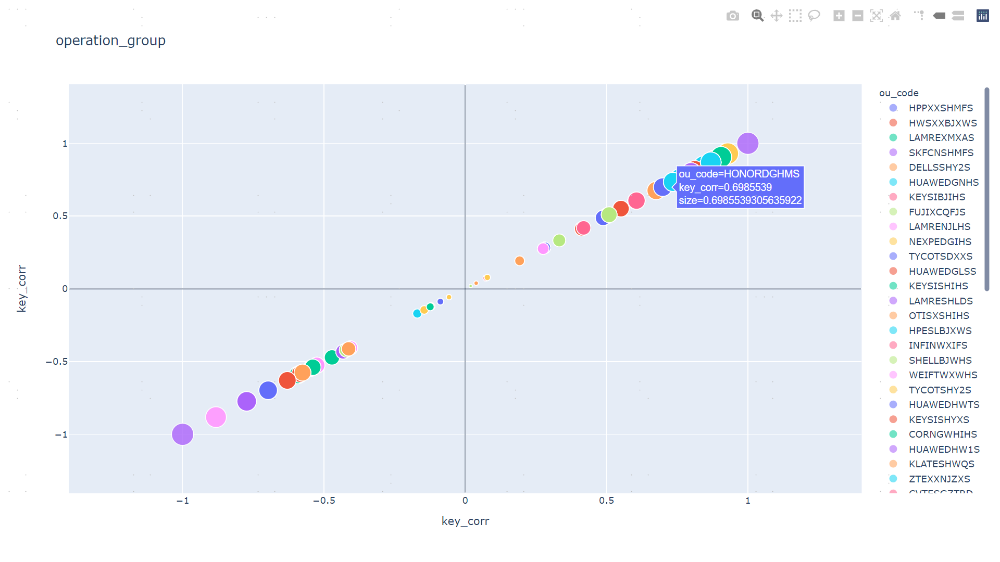 operation_group
ou_code
HPPXXSHMFS
HWSXXBJXWS
LAMREXMXAS
SKFCNSHMFS
DELLSSHY2S
HUAWEDGNHS
KEYSIBJIHS
FUJIXCQFJS
LAMRENJLHS
NEXPEDGIHS
TYCOTSDXXS
HUAWEDGLSS
KEYSISHIHS
LAMRESHLDS
OTISXSHIHS
HPESLBJXWS
INFINWXIFS
SHELLBJWHS
WEIFTWXWHS
TYCOTSHY2S
HUAWEDHWTS
KEYSISHYXS
CORNGWHIHS
HUAWEDHW1S
KLATESHWQS
ZTEXXNJZXS
ou_code=HONORDGHMS
key_corr=0.6985539
size=0.6985539305635922
1
0.5
0
−0.5
−1
key_corr
−1
−0.5
0
0.5
1
key_corr